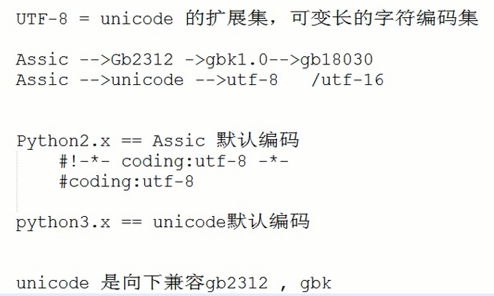 UTF-8 = unicode 的扩展集，可变长的字符编码集
Assic -->Gb2312 ->gbk1.0-->gb18030
Assic -->unicode -->utf-8 /utf-16
Python2.x == Assic 默认编码
#!-*- coding:utf-8 -*-
#coding:utf-8
python3.x == unicode默认编码
unicode 是向下兼容gb2312 , gbk